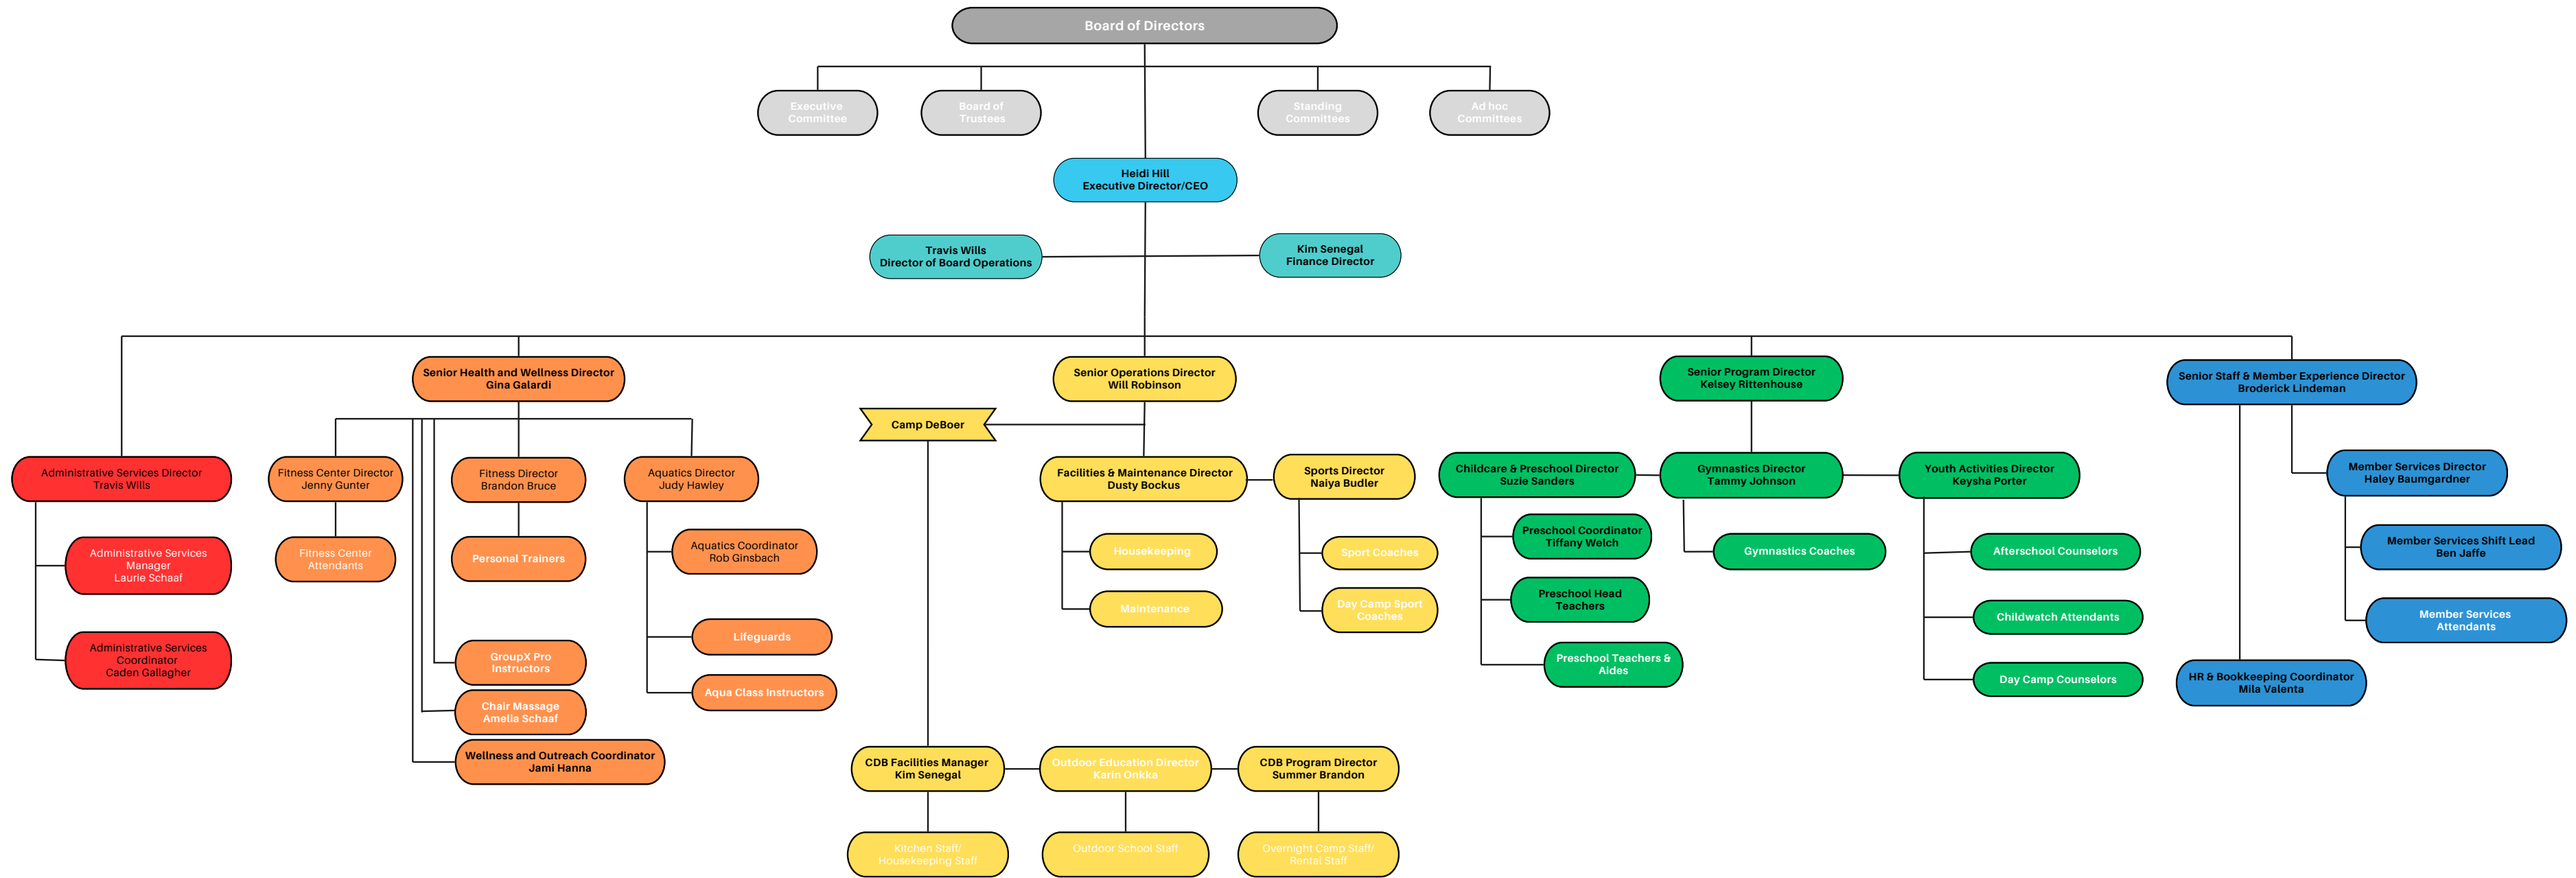 Board of Directors
Executive
Committee
Board of
Trustees
Standing
Committees
Ad hoc
Committees
Heidi Hill
Executive Director/CEO
Travis Wills
Director of Board Operations
Kim Senegal
Finance Director
Senior Health and Wellness Director
Gina Galardi
Senior Operations Director
Will Robinson
Senior Program Director
Kelsey Rittenhouse
Senior Staff & Member Experience Director
Broderick Lindeman
Camp DeBoer
Administrative Services Director
Travis Wills
Fitness Center Director
Jenny Gunter
Fitness Director
Brandon Bruce
Aquatics Director
Judy Hawley
Facilities & Maintenance Director
Dusty Bockus
Sports Director
Naiya Budler
Childcare & Preschool Director
Suzie Sanders
Gymnastics Director
Tammy Johnson
Youth Activities Director
Keysha Porter
Member Services Director
Haley Baumgardner
Administrative Services
Manager
Laurie Schaaf
Fitness Center
Attendants
Personal Trainers
Aquatics Coordinator
Rob Ginsbach
Housekeeping
Sport Coaches
Preschool Coordinator
Tiffany Welch
Gymnastics Coaches
Afterschool Counselors
Member Services Shift Lead
Ben Jaffe
Maintenance
Day Camp Sport
Coaches
Preschool Head
Teachers
Childwatch Attendants
Member Services
Attendants
Administrative Services
Coordinator
Caden Gallagher
GroupX Pro
Instructors
Lifeguards
Preschool Teachers &
Aides
Day Camp Counselors
HR & Bookkeeping Coordinator
Mila Valenta
Chair Massage
Amelia Schaaf
Aqua Class Instructors
Wellness and Outreach Coordinator
Jami Hanna
CDB Facilities Manager
Kim Senegal
Outdoor Education Director
Karin Onkka
CDB Program Director
Summer Brandon
Kitchen Staff/
Housekeeping Staff
Outdoor School Staff
Overnight Camp Staff/
Rental Staff